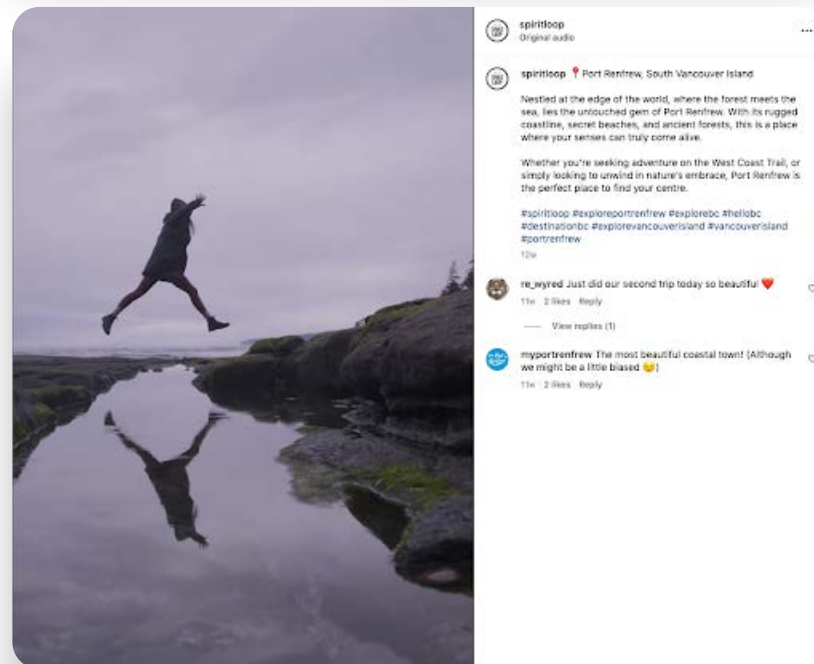 spiritloop
Original audio
spiritloop 📍Port Renfrew, South Vancouver Island
Nestled at the edge of the world, where the forest meets the
sea, lies the untouched gem of Port Renfrew. With its rugged
coastline, secret beaches, and ancient forests, this is a place
where your senses can truly come alive.
Whether you're seeking adventure on the West Coast Trail, or
simply looking to unwind in nature's embrace, Port Renfrew is
the perfect place to find your centre.
#spiritloop #exploreportrenfrew #explorebc #hellobc
#destinationbc #explorevancouverisland #vancouverisland
#portrenfrew
12w
re_wyred Just did our second trip today so beautiful ❤️
11w 2 likes Reply
View replies (1)
myportrenfrew The most beautiful coastal town! (Although
we might be a little biased 😉)
11w 2 likes Reply